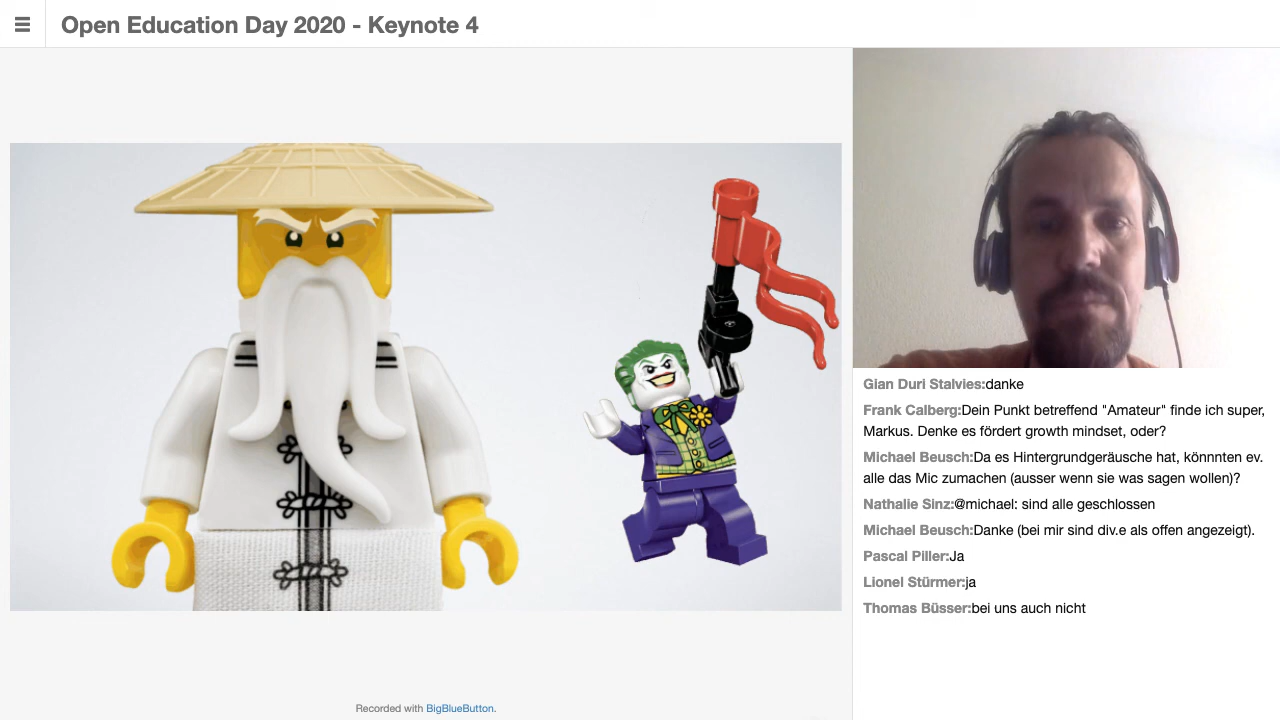 Open Education Day 2020 - Keynote 4
Gian Duri Stalvies:danke
Frank Calberg:Dein Punkt betreffend "Amateur" finde ich super,
Markus. Denke es fördert growth mindset, oder?
Michael Beusch:Da es Hintergrundgeräusche hat, könnnten ev.
alle das Mic zumachen (ausser wenn sie was sagen wollen)?
Nathalie Sinz:@michael: sind alle geschlossen
Michael Beusch:Danke (bei mir sind div.e als offen angezeigt).
Pascal Piller:Ja
Lionel Stürmer:ja
Thomas Büsser:bei uns auch nicht
Recorded with BigBlueButton.